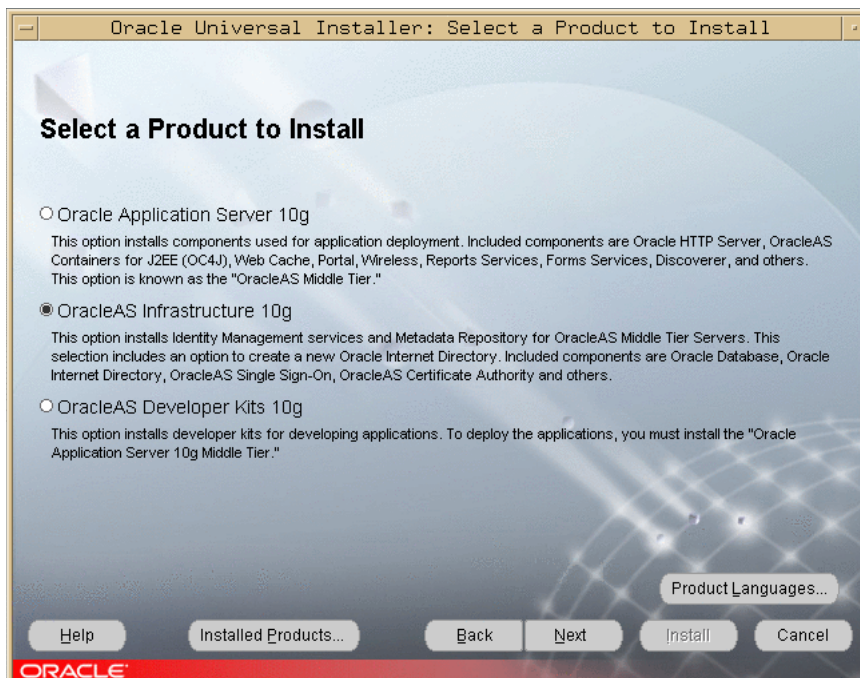 Oracle Universal Installer: Select a Product to Install
Select a Product to Install
Oracle Application Server 10g
This option installs components used for application deployment. Included components are Oracle HTTP Server, OracleAS
Containers for J2EE (OC4J), Web Cache, Portal, Wireless, Reports Services, Forms Services, Discoverer, and others.
This option is known as the "OracleAS Middle Tier."
OracleAS Infrastructure 10g
This option installs Identity Management services and Metadata Repository for OracleAS Middle Tier Servers. This
selection includes an option to create a new Oracle Internet Directory. Included components are Oracle Database, Oracle
Internet Directory, OracleAS Single Sign-On, OracleAS Certificate Authority and others.
OracleAS Developer Kits 10g
This option installs developer kits for developing applications. To deploy the applications, you must install the "Oracle
Application Server 10g Middle Tier."
Product Languages...
Help
Installed Products...
Back
Next
Install
Cancel
ORACLE